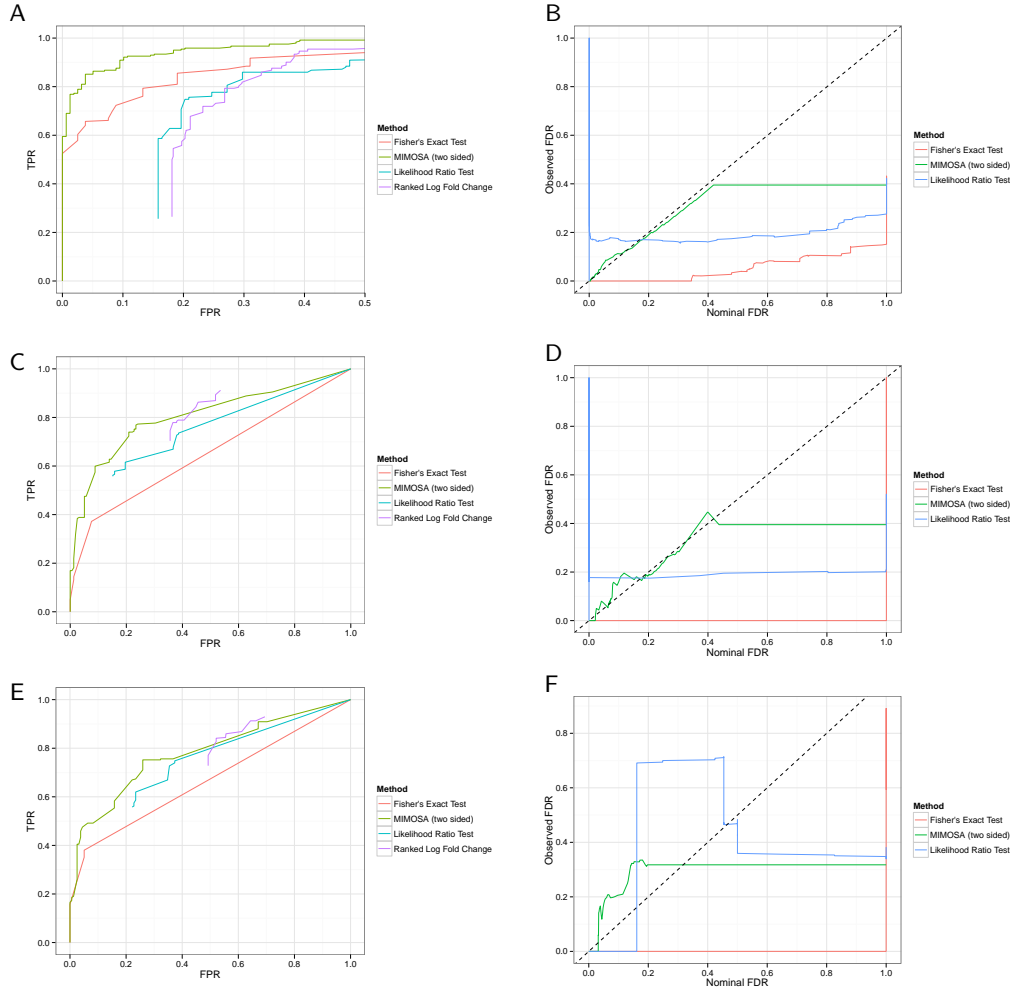 A
1.0
0.8
0.6
0.4
0.2
0.0
TPR
0.0 0.1 0.2 0.3 0.4 0.5
FPR
Method
Fisher's Exact Test
MIMOSA (two sided)
Likelihood Ratio Test
Ranked Log Fold Change
B
1.0
0.8
0.6
0.4
0.2
0.0
Observed FDR
0.0 0.2 0.4 0.6 0.8 1.0
Nominal FDR
Method
Fisher's Exact Test
MIMOSA (two sided)
Likelihood Ratio Test
C
1.0
0.8
0.6
0.4
0.2
0.0
TPR
0.0 0.2 0.4 0.6 0.8 1.0
FPR
Method
Fisher's Exact Test
MIMOSA (two sided)
Likelihood Ratio Test
Ranked Log Fold Change
D
1.0
0.8
0.6
0.4
0.2
0.0
Observed FDR
0.0 0.2 0.4 0.6 0.8 1.0
Nominal FDR
Method
Fisher's Exact Test
MIMOSA (two sided)
Likelihood Ratio Test
E
1.0
0.8
0.6
0.4
0.2
0.0
TPR
0.0 0.2 0.4 0.6 0.8 1.0
FPR
Method
Fisher's Exact Test
MIMOSA (two sided)
Likelihood Ratio Test
Ranked Log Fold Change
F
0.8
0.6
0.4
0.2
0.0
Observed FDR
0.0 0.2 0.4 0.6 0.8 1.0
Nominal FDR
Method
Fisher's Exact Test
MIMOSA (two sided)
Likelihood Ratio Test